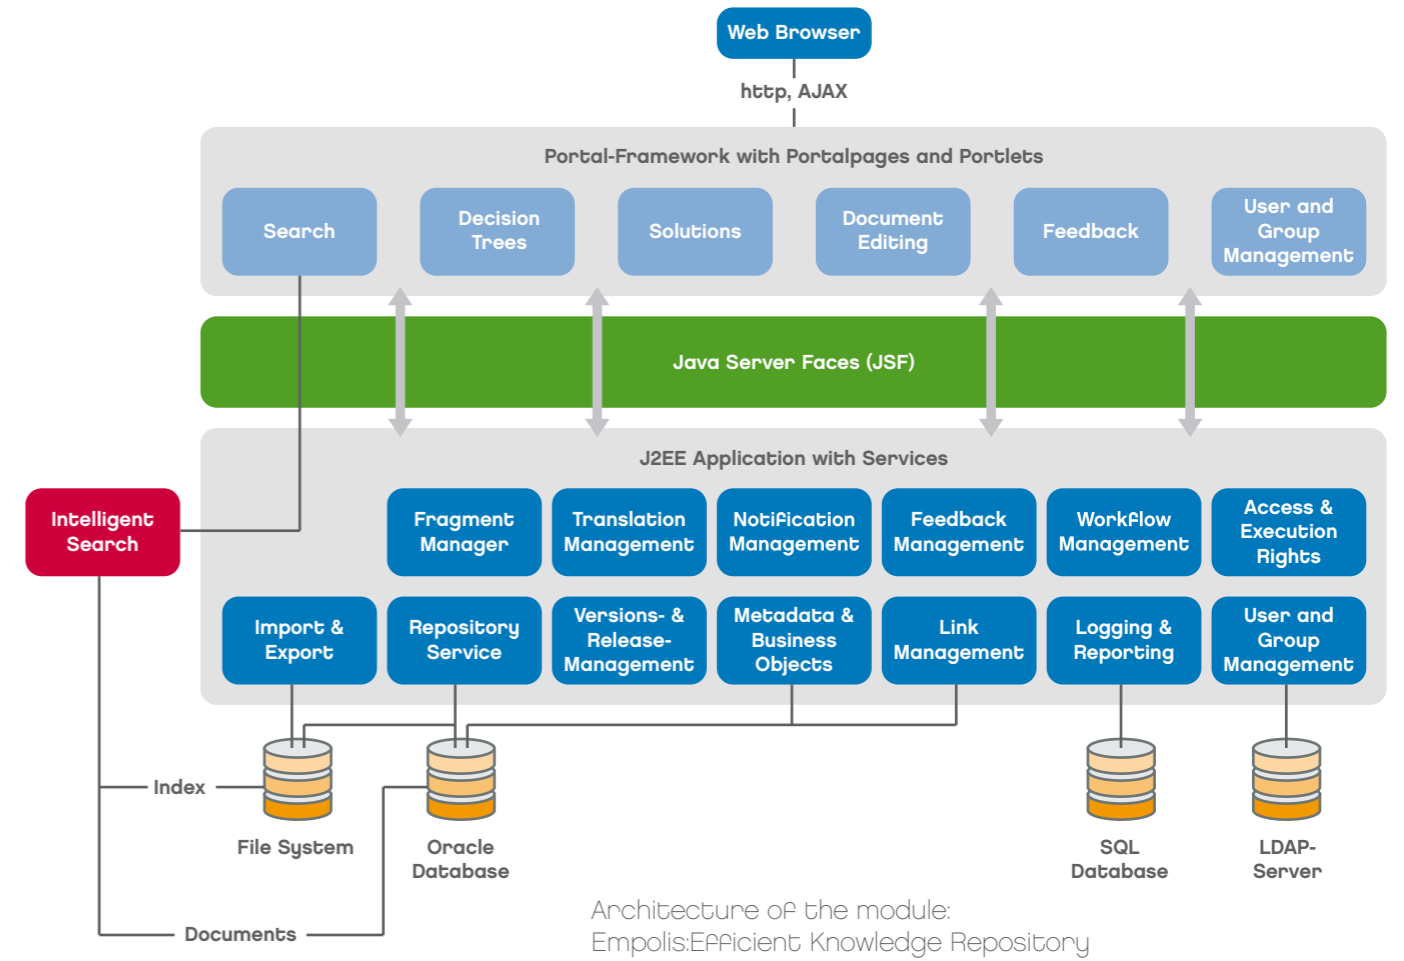 Web Browser
http, AJAX
Portal-Framework with Portalpages and Portlets
Search
Decision
Trees
Solutions
Document
Editing
Feedback
User and
Group
Management
Java Server Faces (JSF)
J2EE Application with Services
Intelligent
Search
Fragment
Manager
Translation
Management
Notification
Management
Feedback
Management
Workflow
Management
Access &
Execution
Rights
Import &
Export
Repository
Service
Versions- &
Release-
Management
Metadata &
Business
Objects
Link
Management
Logging &
Reporting
User and
Group
Management
Index
File System
Oracle
Database
SQL
Database
LDAP-
Server
Documents
Architecture of the module:
Empolis:Efficient Knowledge Repository